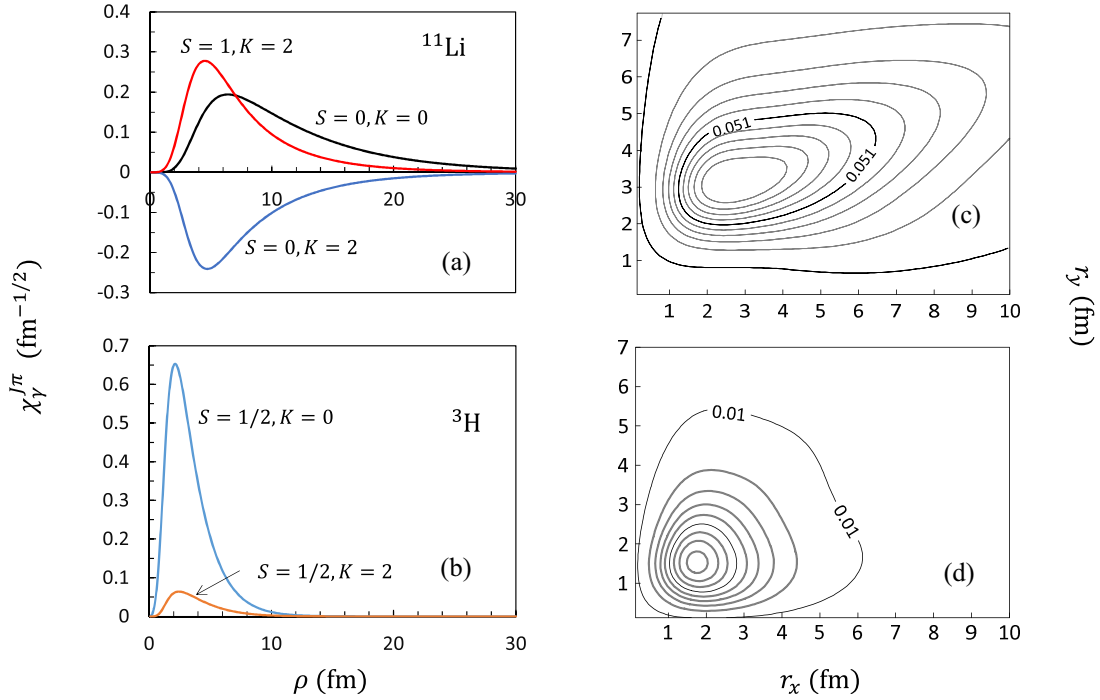 χ_γ^{Jπ} (fm^{−1/2})
0.4
0.3
0.2
0.1
0
-0.1
-0.2
-0.3
0 10 20 30
¹¹Li
S = 1, K = 2
S = 0, K = 0
S = 0, K = 2
(a)
0.7
0.6
0.5
0.4
0.3
0.2
0.1
0
0 10 20 30
³H
S = 1/2, K = 0
S = 1/2, K = 2
(b)
ρ (fm)
7
6
5
4
3
2
1
1 2 3 4 5 6 7 8 9 10
0.051
0.051
(c)
r_y (fm)
7
6
5
4
3
2
1
1 2 3 4 5 6 7 8 9 10
0.01
0.01
(d)
r_x (fm)